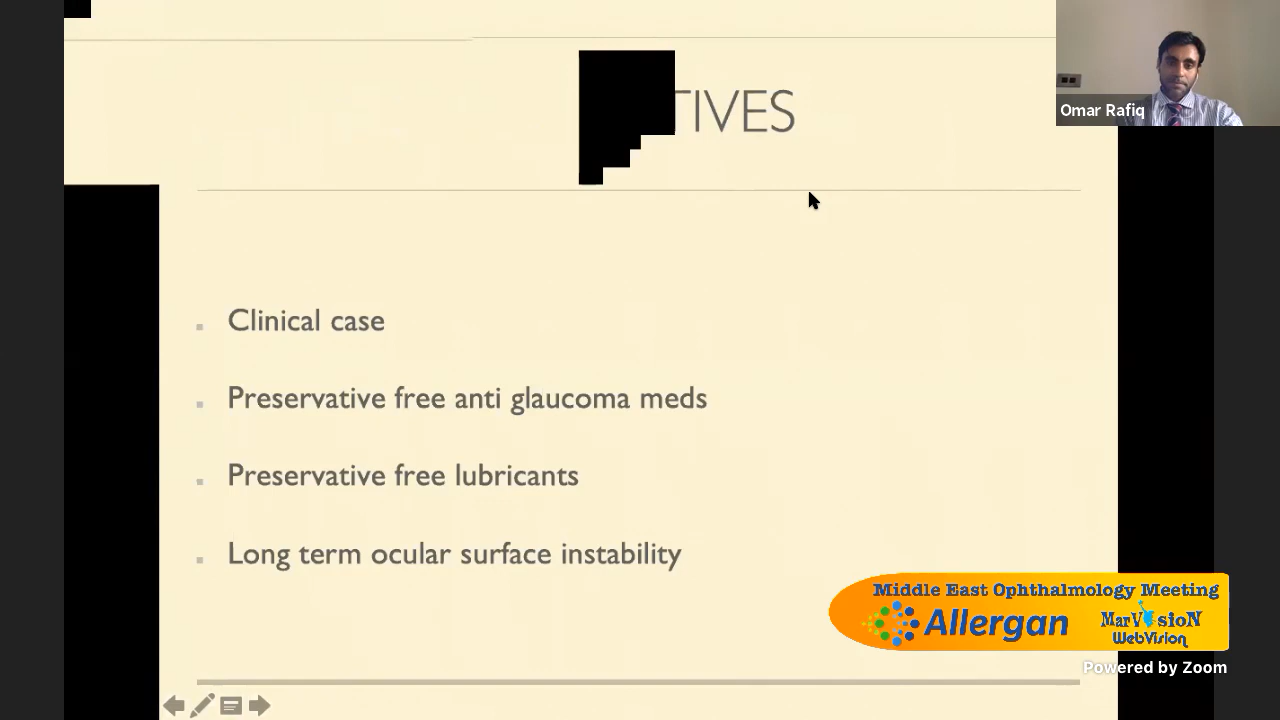 TIVES
Omar Rafiq
Clinical case
Preservative free anti glaucoma meds
Preservative free lubricants
Long term ocular surface instability
Middle East Ophthalmology Meeting
Allergan
MarVisioN
WebVision
Powered by Zoom